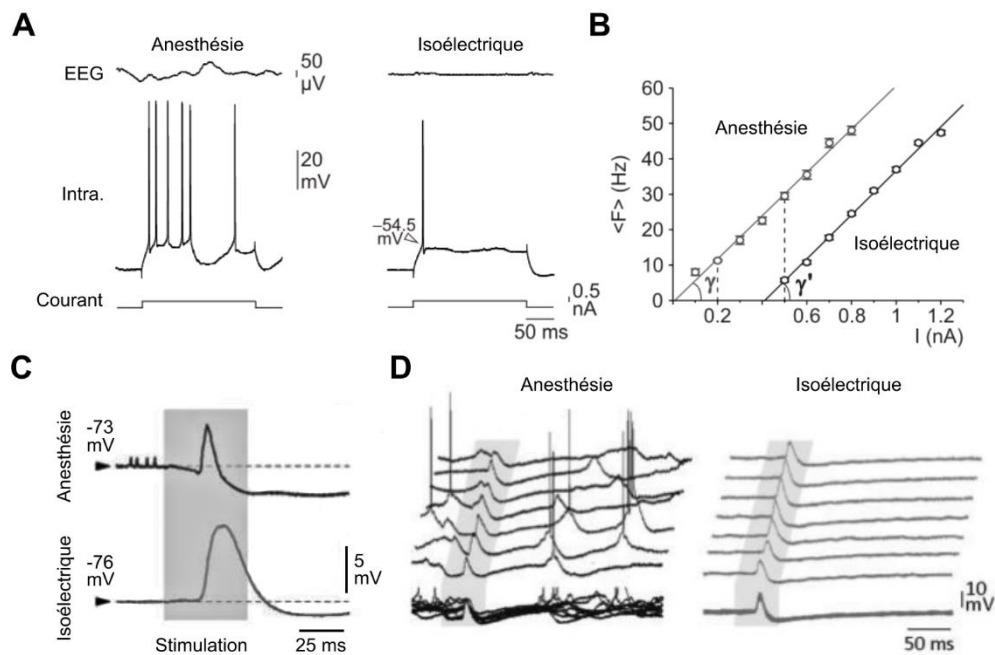 A
Anesthésie
Isoélectrique
EEG
50
µV
20
mV
Intra.
−54.5
mV
Courant
0.5
nA
50 ms
B
60
50
40
30
20
10
0
<F> (Hz)
Anesthésie
Isoélectrique
γ
γ'
0.2
0.6
0.8
1
1.2
I (nA)
C
Anesthésie
-73
mV
Isoélectrique
-76
mV
5
mV
Stimulation
25 ms
D
Anesthésie
Isoélectrique
10
mV
50 ms